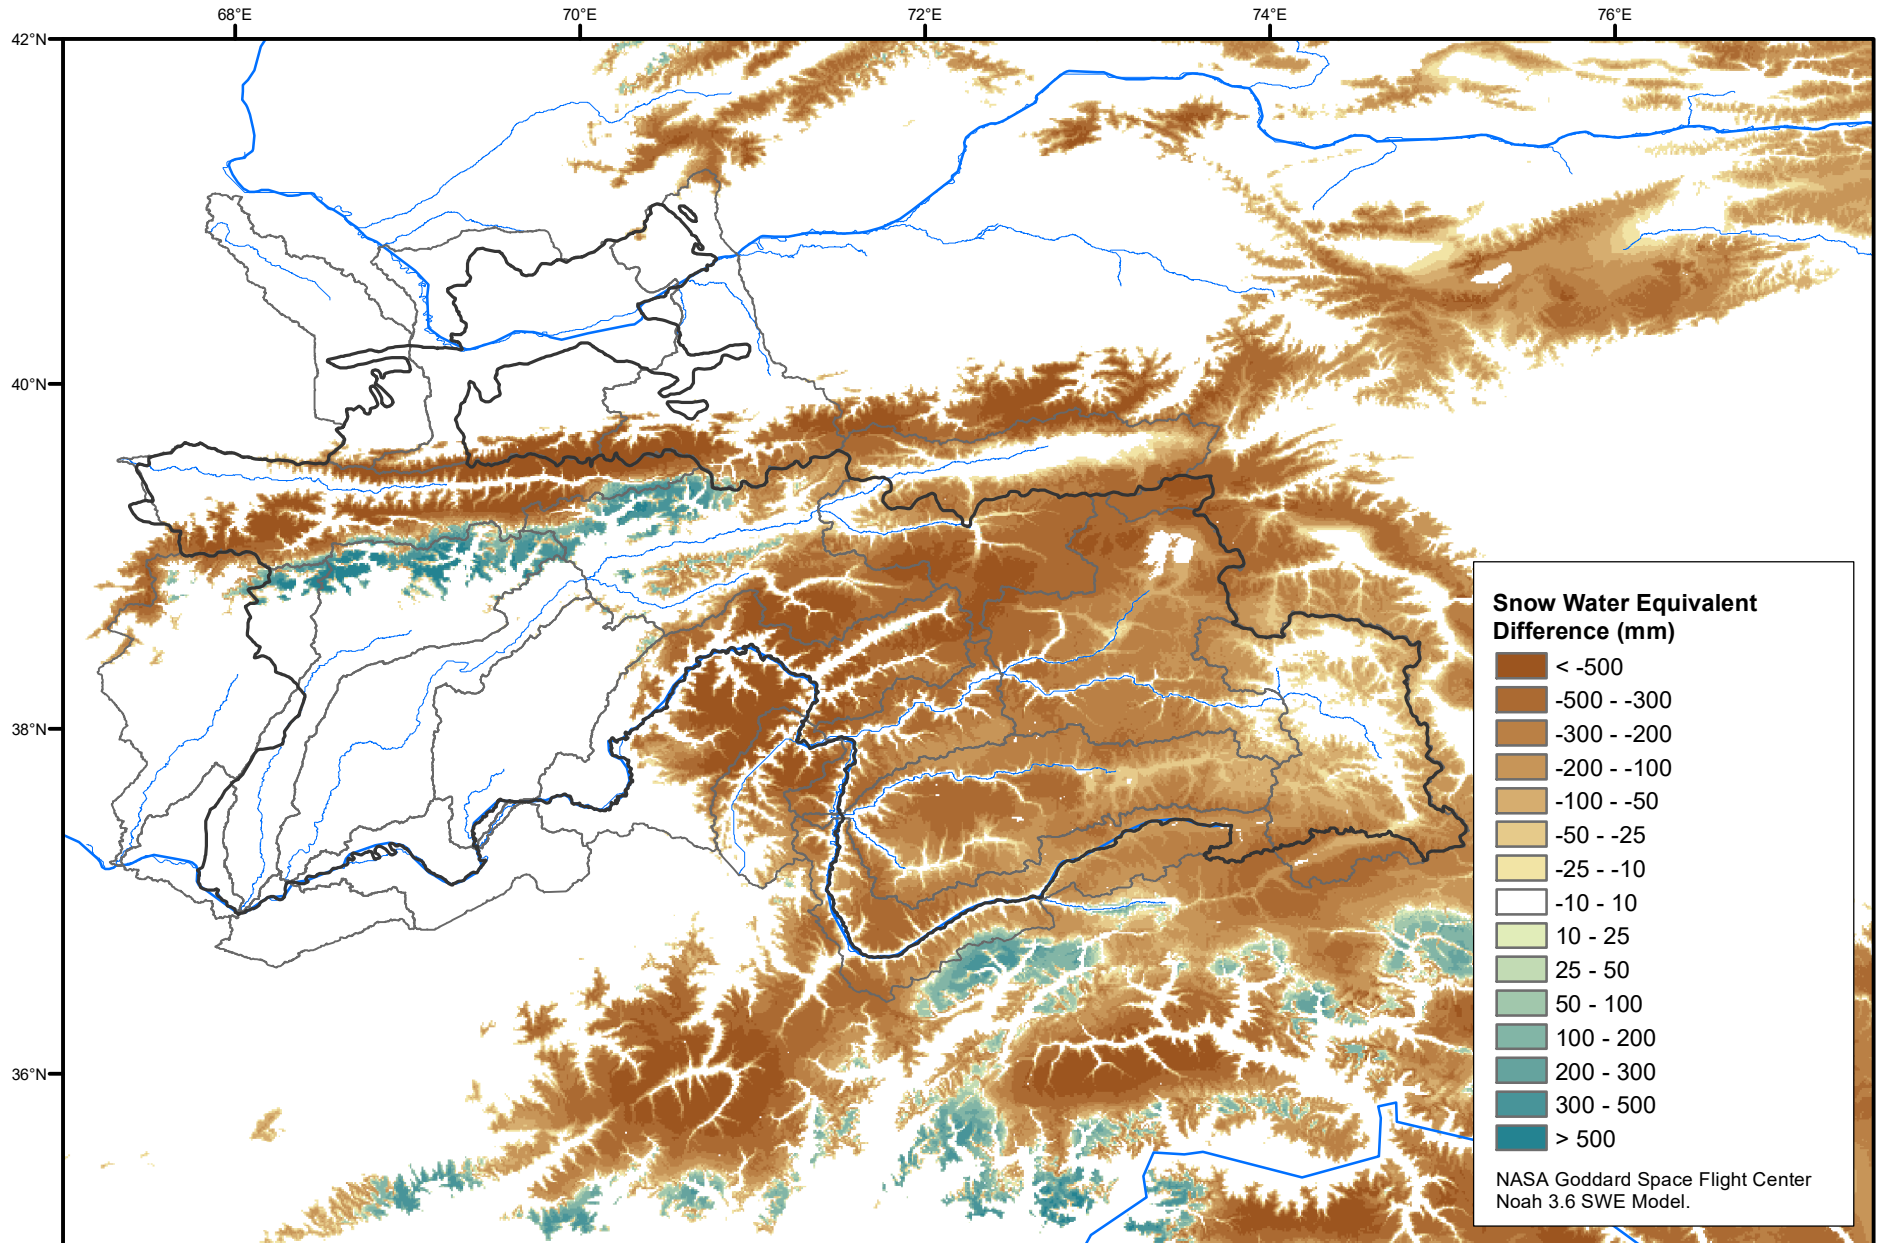 68°E 70°E 72°E 74°E 76°E
42°N
40°N
38°N
36°N
Snow Water Equivalent
Difference (mm)
< -500
-500 - -300
-300 - -200
-200 - -100
-100 - -50
-50 - -25
-25 - -10
-10 - 10
10 - 25
25 - 50
50 - 100
100 - 200
200 - 300
300 - 500
> 500
NASA Goddard Space Flight Center
Noah 3.6 SWE Model.